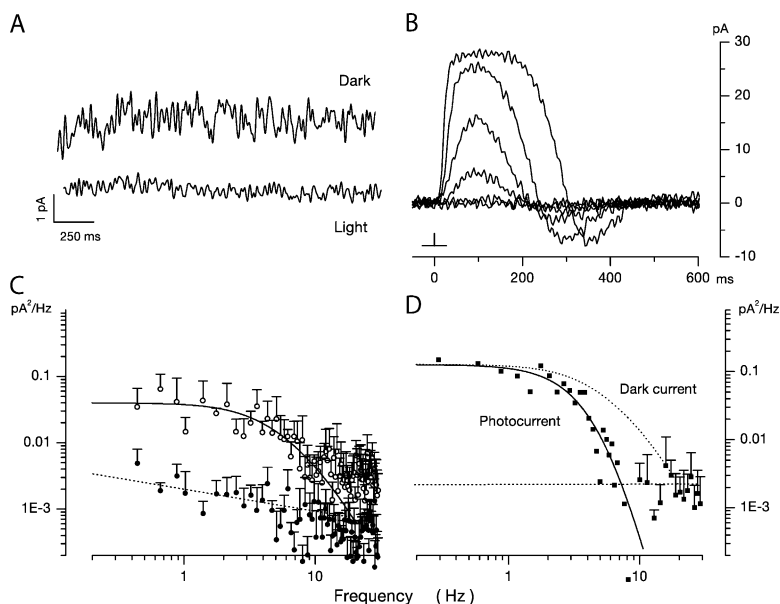 A
Dark
Light
1 pA
250 ms
B
pA
30
20
10
0
-10
0
200
400
600
ms
C
pA²/Hz
0.1
0.01
1E-3
1
10
D
pA²/Hz
0.1
0.01
1E-3
Dark current
Photocurrent
1
10
Frequency (Hz)